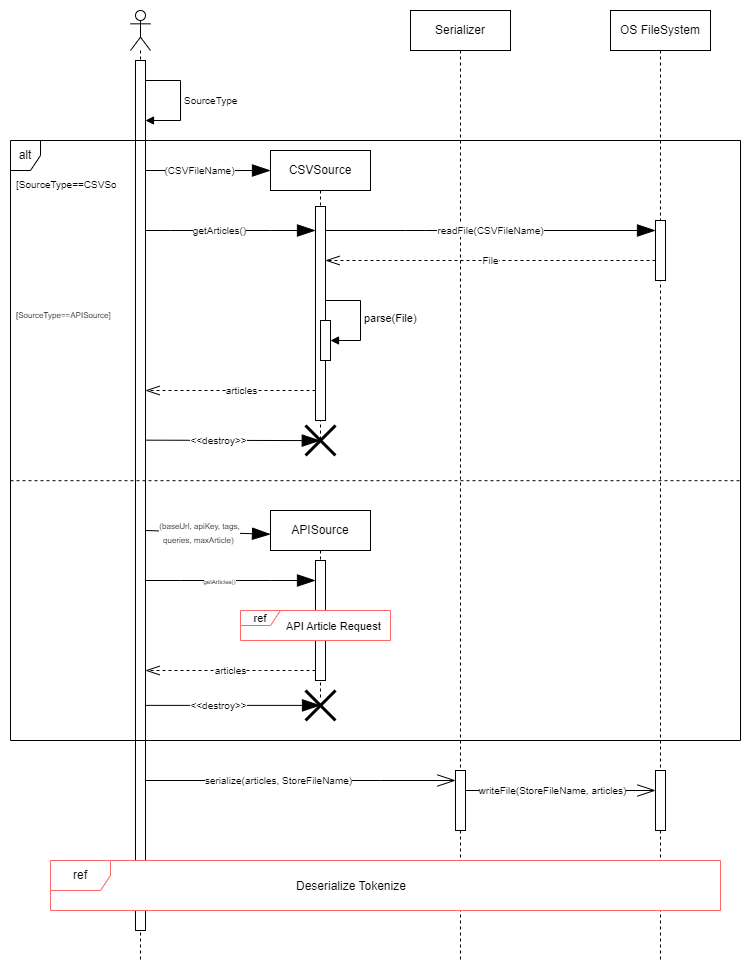 Serializer
OS FileSystem
SourceType
alt
[SourceType==CSVSo
(CSVFileName)
CSVSource
getArticles()
readFile(CSVFileName)
File
[SourceType==APISource]
parse(File)
articles
<<destroy>>
(baseUrl, apiKey, tags,
queries, maxArticle)
APISource
getArticles()
ref
API Article Request
articles
<<destroy>>
serialize(articles, StoreFileName)
writeFile(StoreFileName, articles)
ref
Deserialize Tokenize